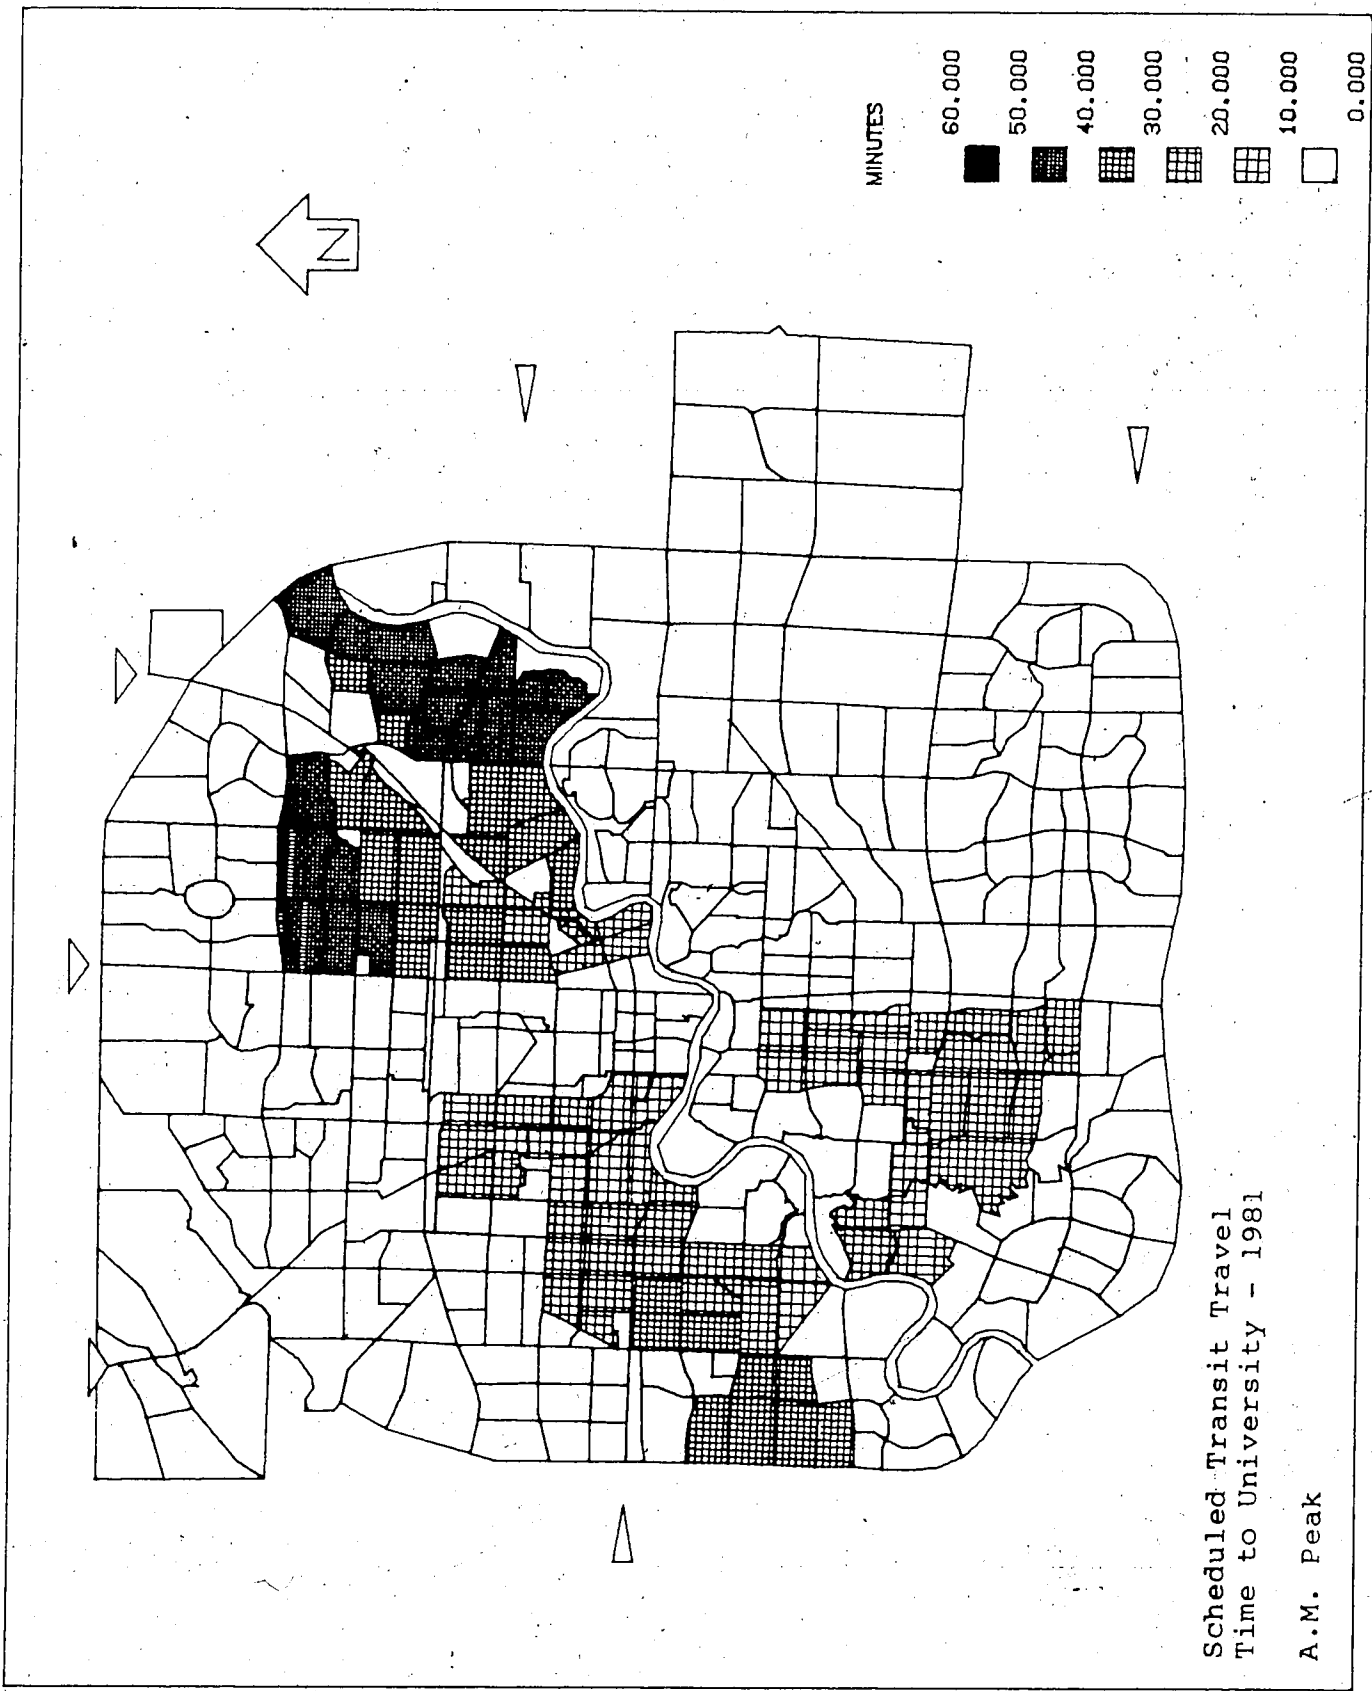 MINUTES
60.000
50.000
40.000
30.000
20.000
10.000
0.000
N
Scheduled Transit Travel
Time to University - 1981
A.M. Peak